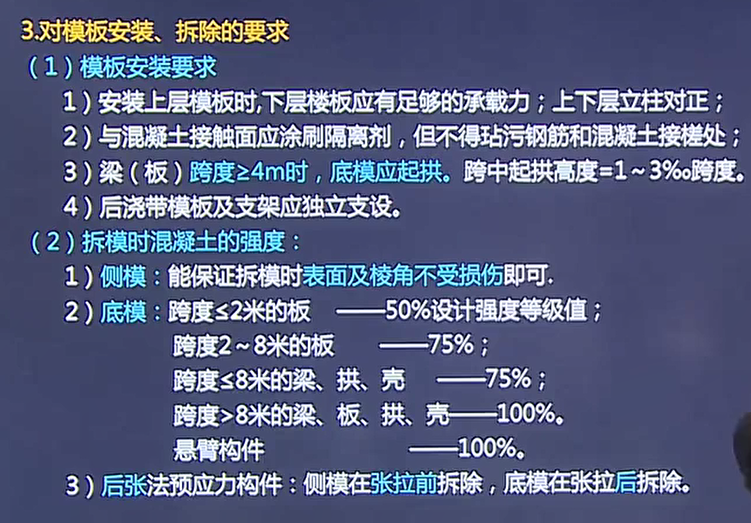 3.对模板安装、拆除的要求
（1）模板安装要求
1）安装上层模板时,下层楼板应有足够的承载力；上下层立柱对正；
2）与混凝土接触面应涂刷隔离剂，但不得玷污钢筋和混凝土接槎处；
3）梁（板）跨度≥4m时，底模应起拱。跨中起拱高度=1～3‰跨度。
4）后浇带模板及支架应独立支设。
（2）拆模时混凝土的强度：
1）侧模：能保证拆模时表面及棱角不受损伤即可.
2）底模：跨度≤2米的板 ——50%设计强度等级值；
跨度2～8米的板 ——75%；
跨度≤8米的梁、拱、壳 ——75%；
跨度>8米的梁、板、拱、壳——100%。
悬臂构件 ——100%。
3）后张法预应力构件：侧模在张拉前拆除，底模在张拉后拆除。